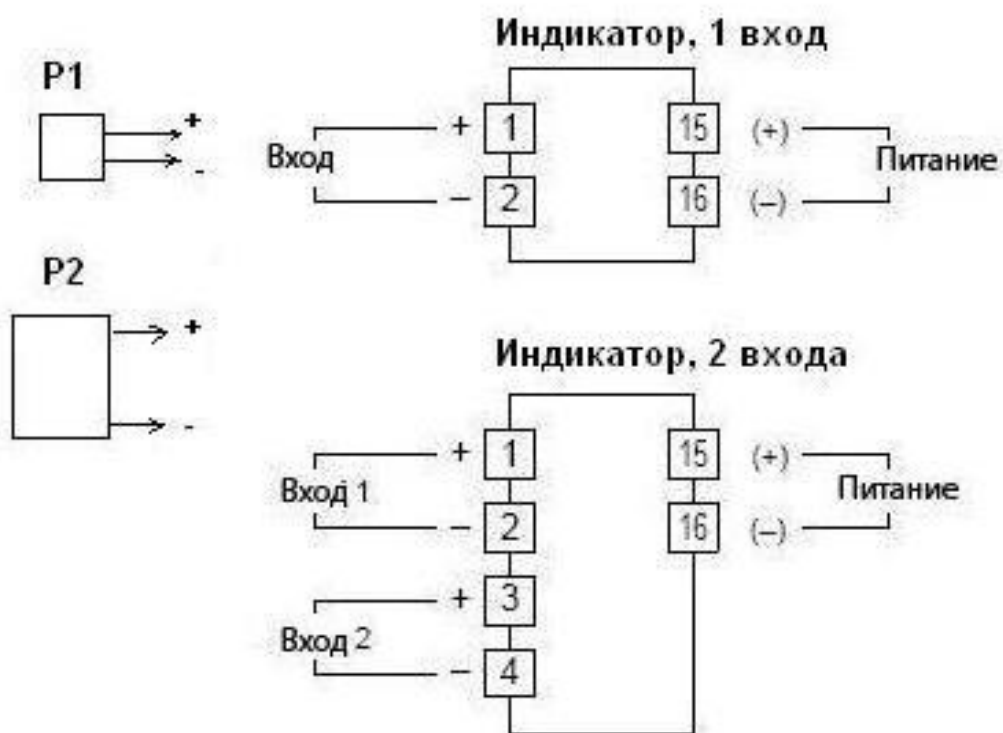 Индикатор, 1 вход
P1
+
-
Вход
+ 1
– 2
15 (+)
16 (–)
Питание
P2
+
-
Индикатор, 2 входа
Вход 1
+ 1
– 2
Вход 2
+ 3
– 4
15 (+)
16 (–)
Питание